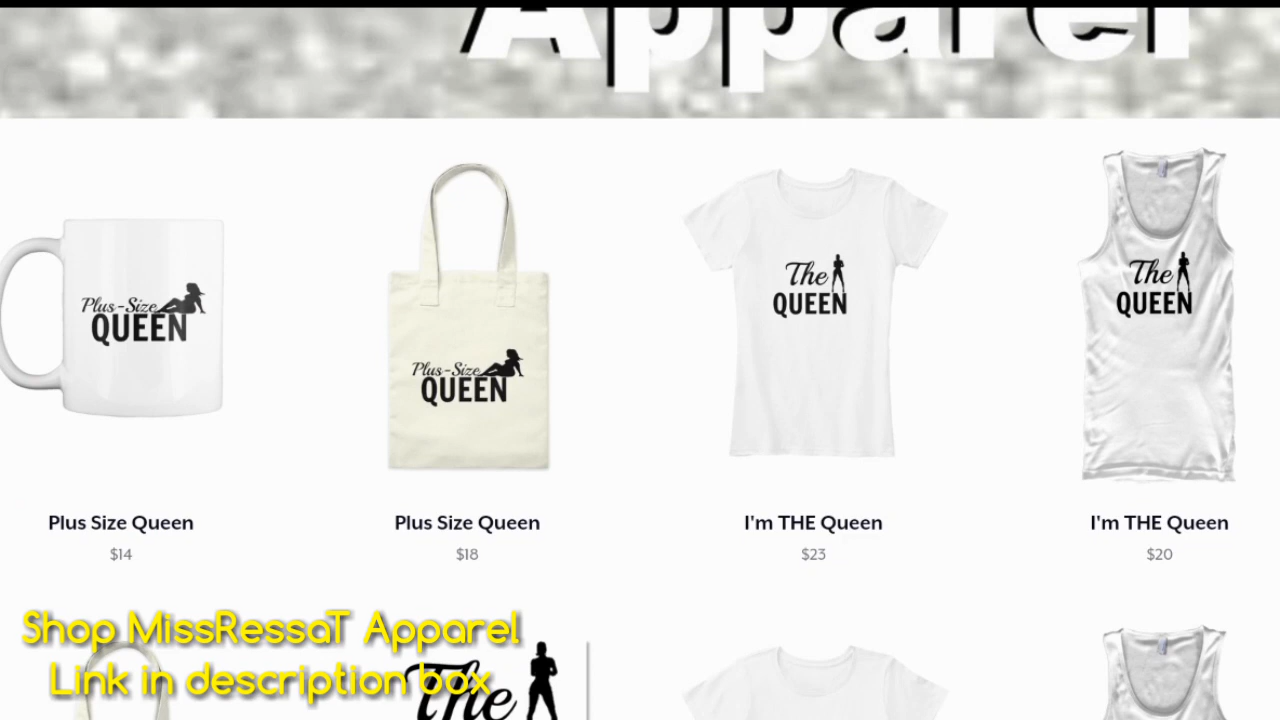 Apparel
Plus-Size
QUEEN
Plus-Size
QUEEN
The
QUEEN
The
QUEEN
Plus Size Queen
Plus Size Queen
I'm THE Queen
I'm THE Queen
$14
$18
$23
$20
Shop MissRessaT Apparel
Link in description box
The